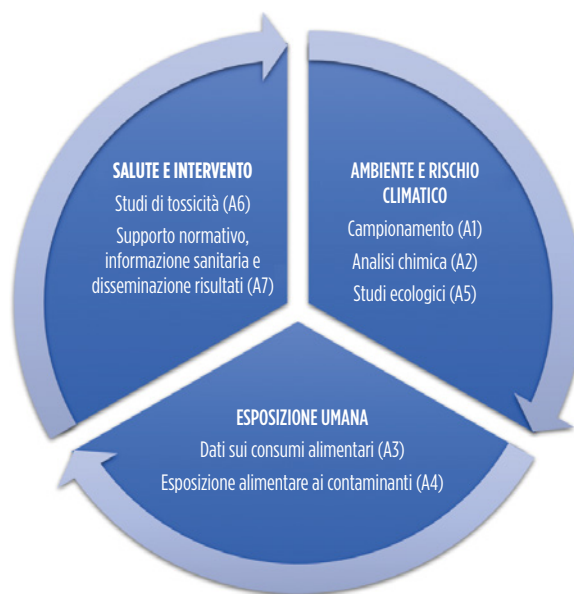 SALUTE E INTERVENTO
Studi di tossicità (A6)
Supporto normativo,
informazione sanitaria e
disseminazione risultati (A7)
AMBIENTE E RISCHIO
CLIMATICO
Campionamento (A1)
Analisi chimica (A2)
Studi ecologici (A5)
ESPOSIZIONE UMANA
Dati sui consumi alimentari (A3)
Esposizione alimentare ai contaminanti (A4)